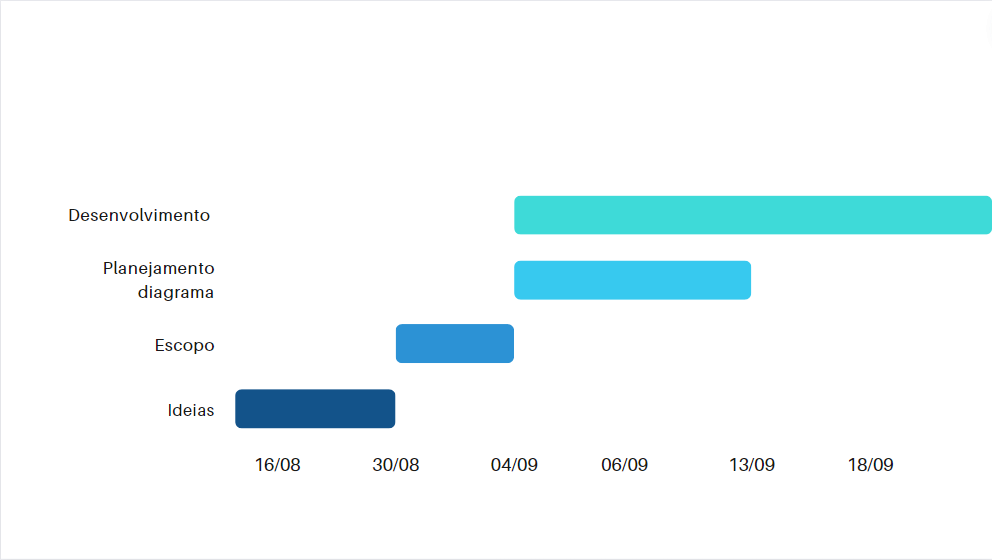 Desenvolvimento
Planejamento
diagrama
Escopo
Ideias
16/08 30/08 04/09 06/09 13/09 18/09